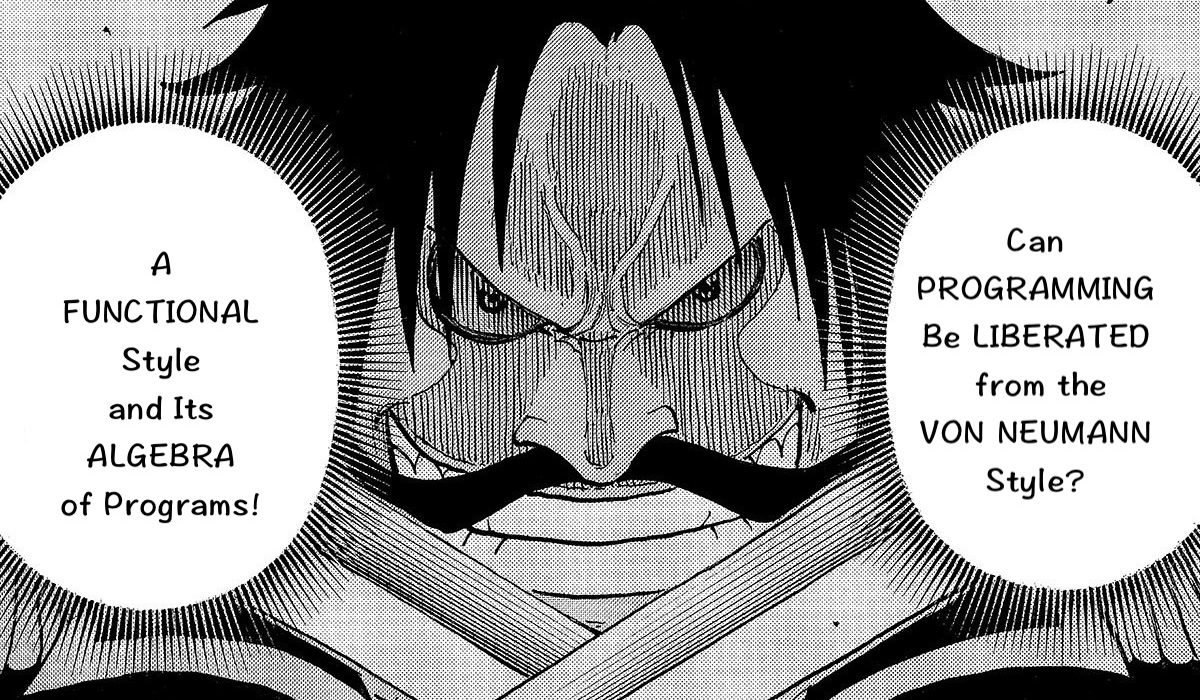 Can
PROGRAMMING
Be LIBERATED
from the
VON NEUMANN
Style?
A
FUNCTIONAL
Style
and Its
ALGEBRA
of Programs!